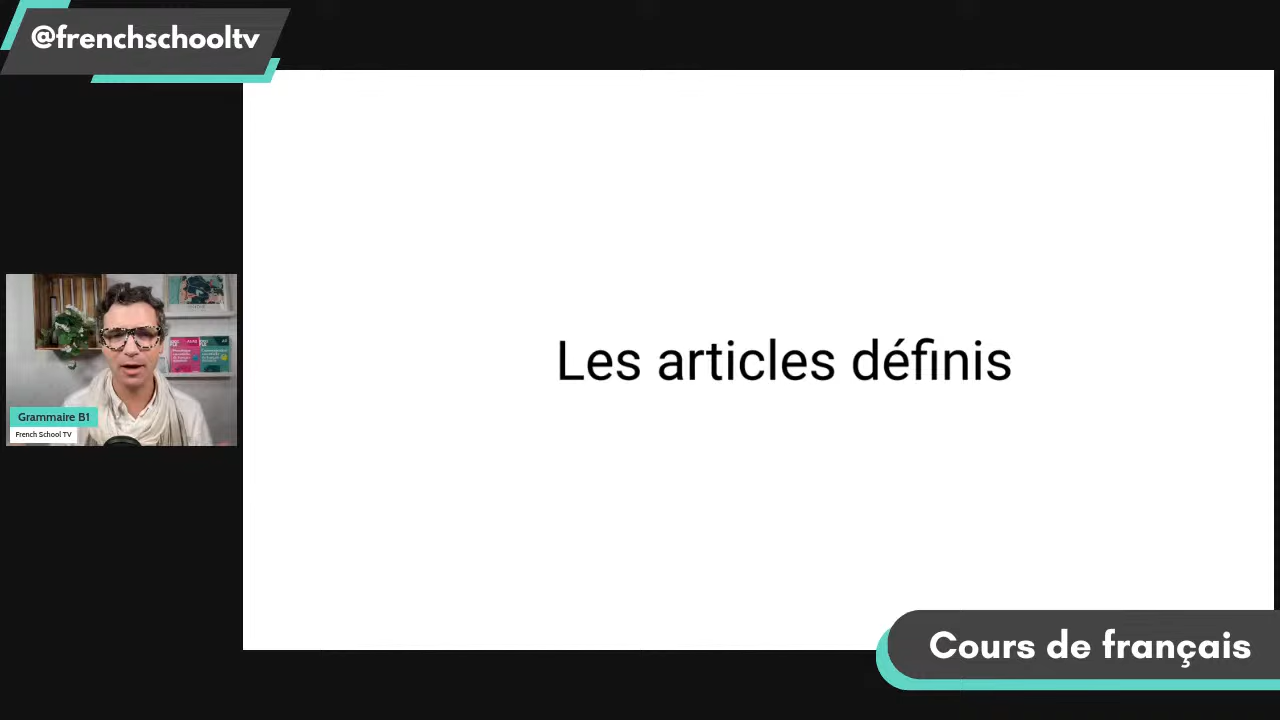 @frenchschooltv
Les articles définis
Grammaire B1
French School TV
Cours de français